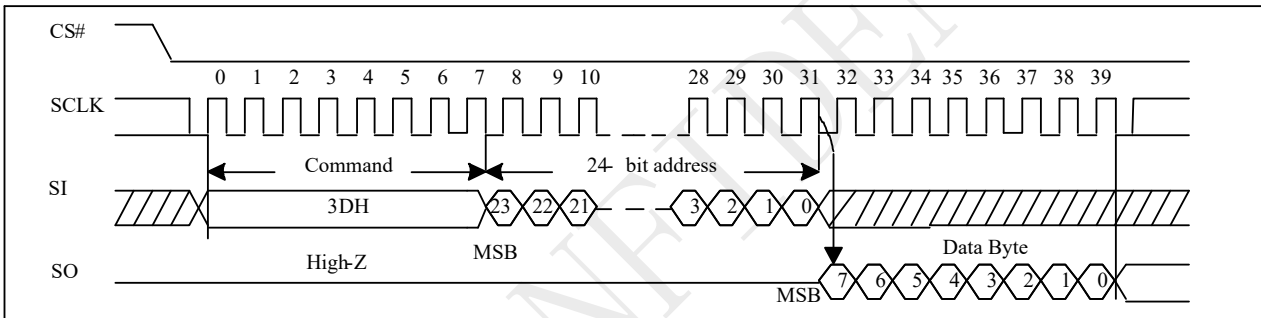 CS#
0 1 2 3 4 5 6 7 8 9 10 28 29 30 31 32 33 34 35 36 37 38 39
SCLK
Command 24- bit address
SI
3DH 23 22 21 3 2 1 0
MSB Data Byte
High-Z
SO
MSB 7 6 5 4 3 2 1 0